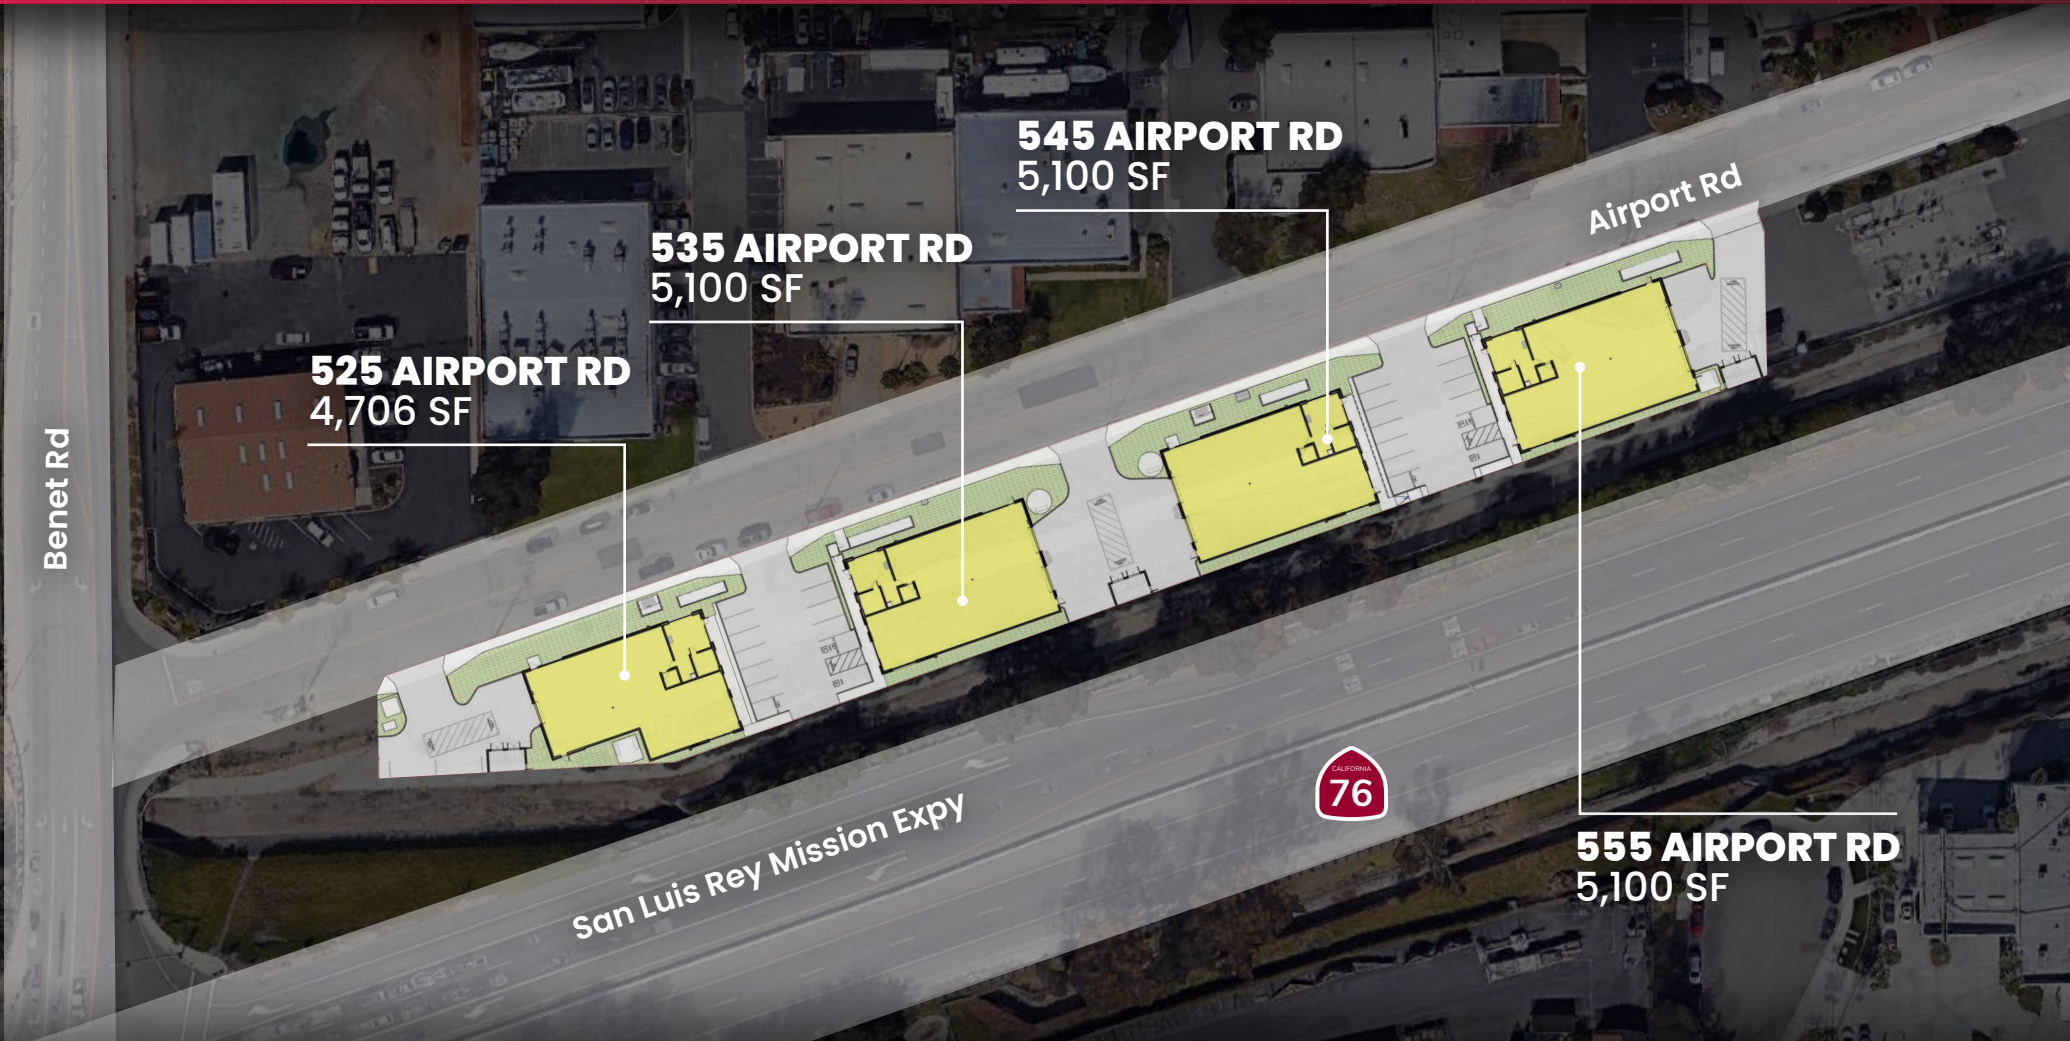 545 AIRPORT RD
5,100 SF
Airport Rd
535 AIRPORT RD
5,100 SF
525 AIRPORT RD
4,706 SF
Benet Rd
CALIFORNIA
76
San Luis Rey Mission Expy
555 AIRPORT RD
5,100 SF